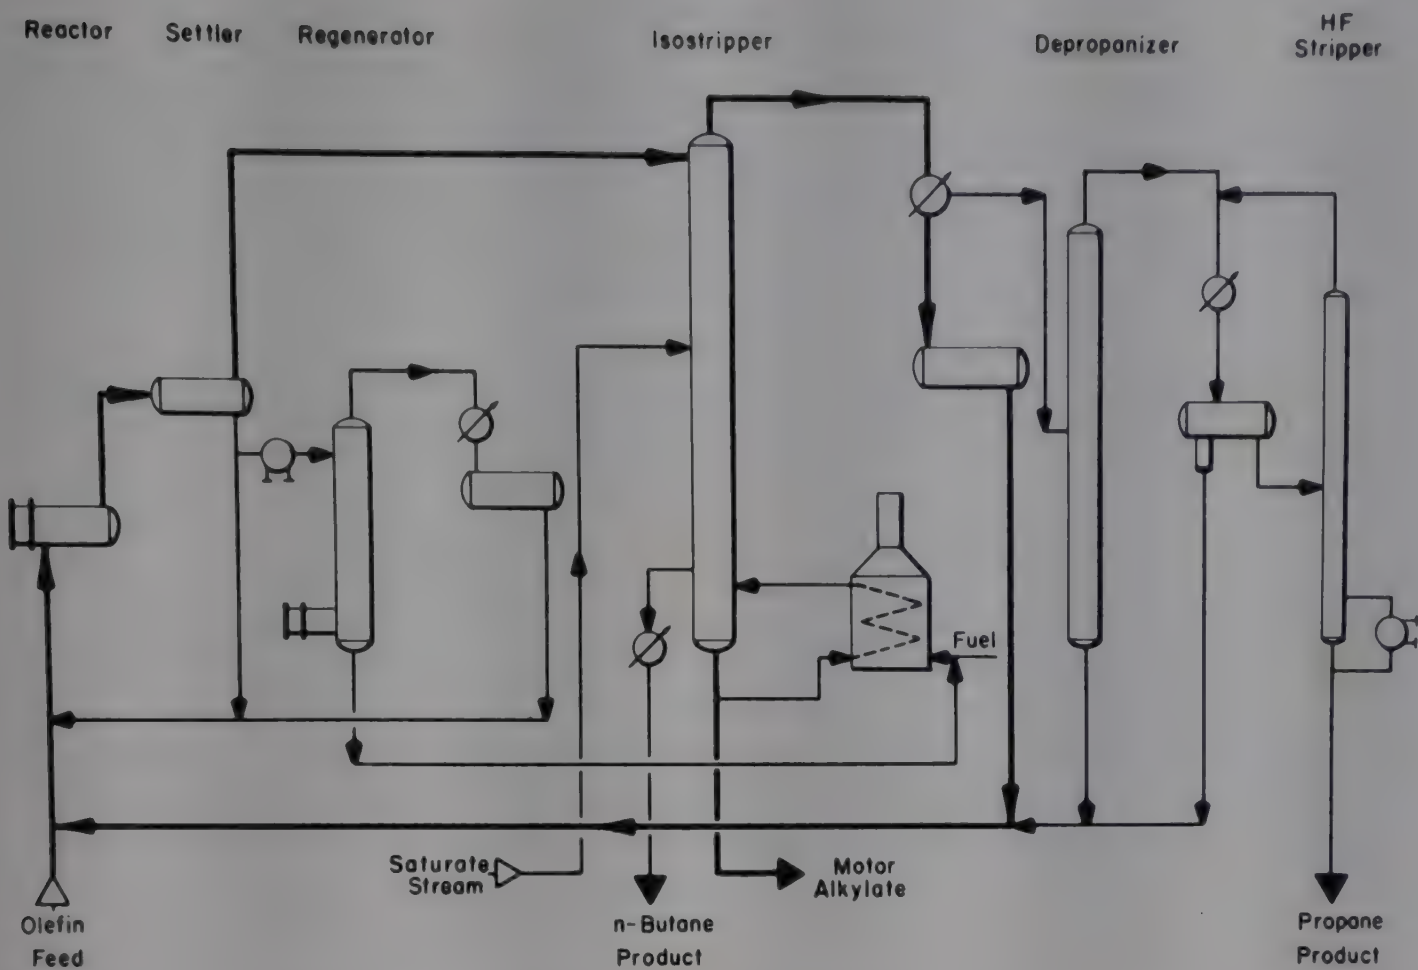 Reactor
Settler
Regenerator
Isostripper
Depropanizer
HF
Stripper
Fuel
Saturate
Stream
Motor
Alkylate
Olefin
Feed
n-Butane
Product
Propane
Product